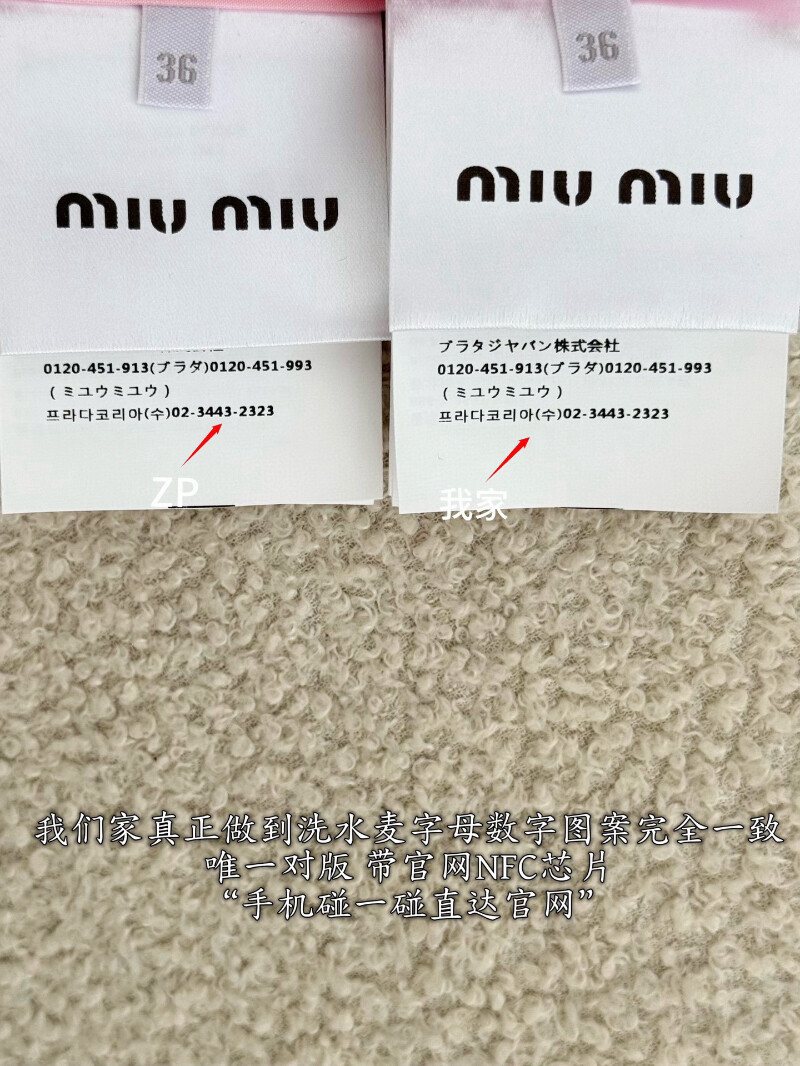 36
miu miu
0120-451-913(プラダ)0120-451-993
(ミユウミユウ)
프라다코리아(수)02-3443-2323
ZP
36
miu miu
プラタジヤパン株式会社
0120-451-913(プラダ)0120-451-993
(ミユウミユウ)
프라다코리아(수)02-3443-2323
我家
我们家真正做到洗水麦字母数字图案完全一致
唯一对版 带官网NFC芯片
“手机碰一碰直达官网”